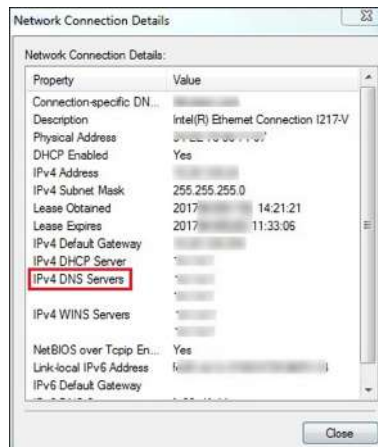 Network Connection Details
Network Connection Details:
Property Value
Connection-specific DN...
Description Intel(R) Ethernet Connection I217-V
Physical Address
DHCP Enabled Yes
IPv4 Address
IPv4 Subnet Mask 255.255.255.0
Lease Obtained 2017 14:21:21
Lease Expires 2017 11:33:06
IPv4 Default Gateway
IPv4 DHCP Server
IPv4 DNS Servers
IPv4 WINS Servers
NetBIOS over Tcpip En... Yes
Link-local IPv6 Address
IPv6 Default Gateway
Close